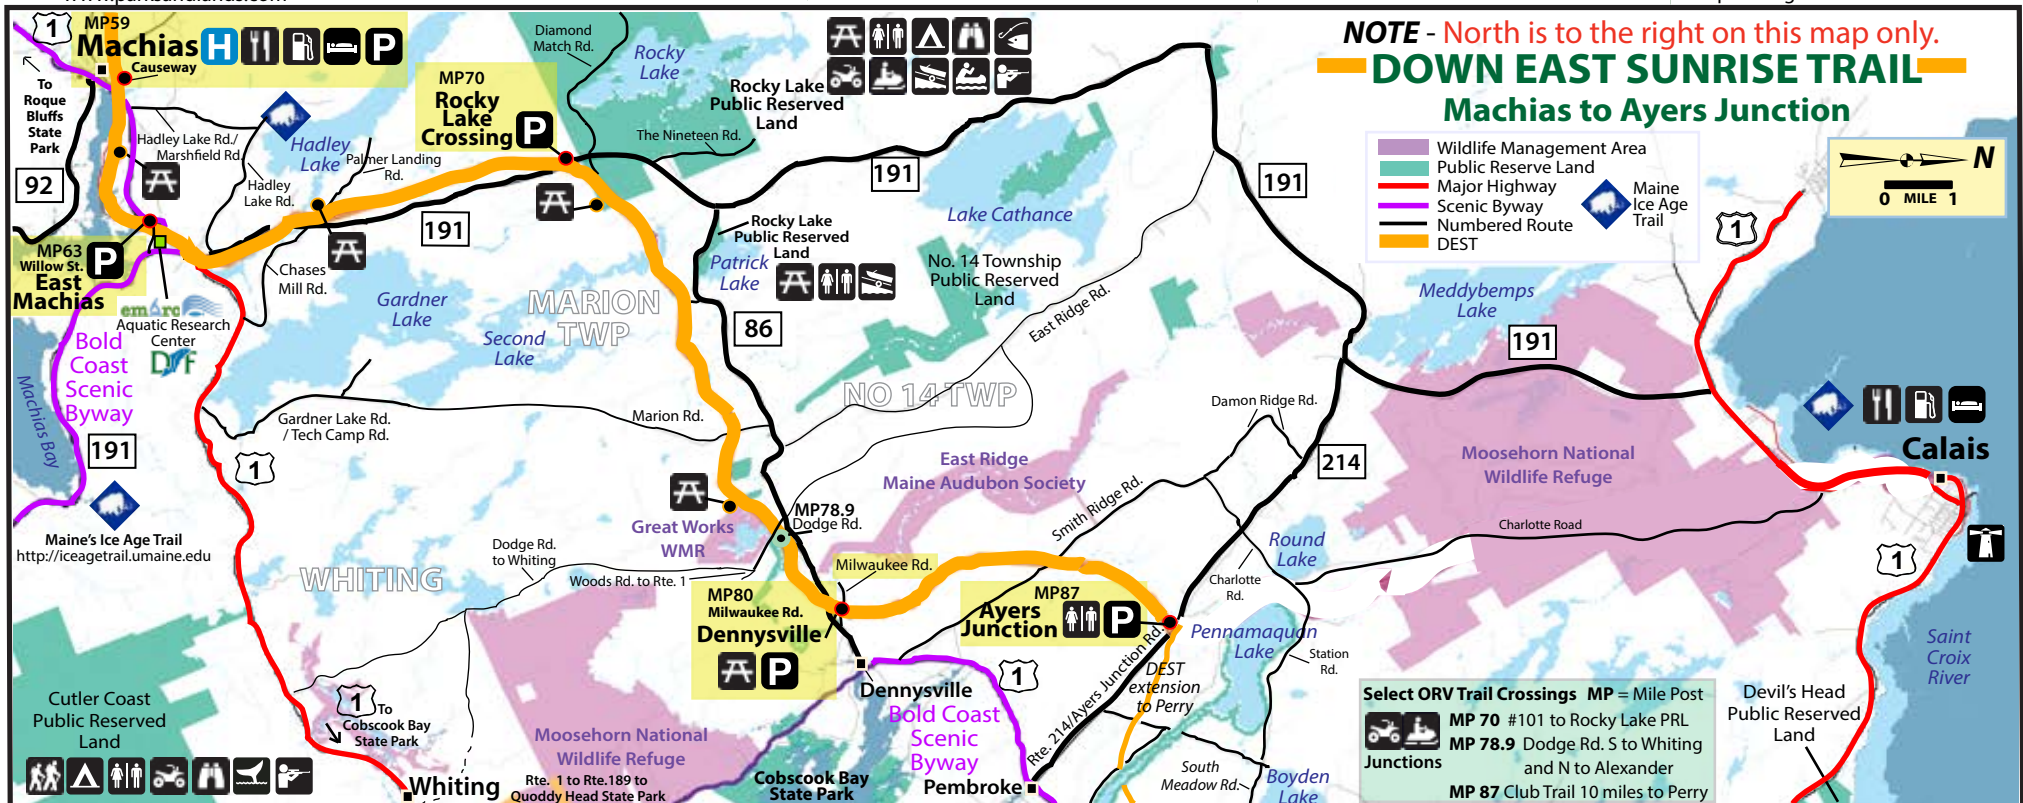 NOTE - North is to the right on this map only.
DOWN EAST SUNRISE TRAIL
Machias to Ayers Junction
Wildlife Management Area
Public Reserve Land
Major Highway
Scenic Byway
Numbered Route
DEST
Maine
Ice Age
Trail
N
0 MILE 1
1
MP59
Machias
H
P
Causeway
To
Roque
Bluffs
State
Park
92
Hadley Lake Rd./
Marshfield Rd.
Hadley
Lake
Hadley
Lake Rd.
Palmer Landing
Rd.
MP70
Rocky
Lake
Crossing
P
Diamond
Match Rd.
Rocky
Lake
Rocky Lake
Public Reserved
Land
The Nineteen Rd.
191
191
191
MP63
Willow St.
East
Machias
P
Aquatic Research
Center
Chases
Mill Rd.
Gardner
Lake
Second
Lake
MARION
TWP
Rocky Lake
Public Reserved
Land
Patrick
Lake
86
Lake Cathance
No. 14 Township
Public Reserved
Land
East Ridge Rd.
NO 14 TWP
Meddybemps
Lake
191
1
Bold
Coast
Scenic
Byway
Machias Bay
191
1
Gardner Lake Rd.
/ Tech Camp Rd.
Marion Rd.
Damon Ridge Rd.
214
Moosehorn National
Wildlife Refuge
Calais
Maine's Ice Age Trail
http://iceagetrail.umaine.edu
East Ridge
Maine Audubon Society
Smith Ridge Rd.
MP78.9
Dodge Rd.
Great Works
WMR
Dodge Rd.
to Whiting
Woods Rd. to Rte. 1
WHITING
Milwaukee Rd.
MP80
Milwaukee Rd.
Dennysville
P
MP87
Ayers
Junction
P
Round
Lake
Charlotte
Rd.
Charlotte Road
1
Pennamaquan
Lake
Station
Rd.
Saint
Croix
River
Cutler Coast
Public Reserved
Land
1
To
Cobscook Bay
State Park
Whiting
Moosehorn National
Wildlife Refuge
Rte. 1 to Rte.189 to
Quoddy Head State Park
Cobscook Bay
State Park
Dennysville
Bold Coast
Scenic
Byway
1
Pembroke
Rte. 214/Ayers Junction Rd.
DEST
extension
to Perry
South
Meadow Rd.
Boyden
Lake
Select ORV Trail Crossings MP = Mile Post
MP 70 #101 to Rocky Lake PRL
MP 78.9 Dodge Rd. S to Whiting
and N to Alexander
Junctions
MP 87 Club Trail 10 miles to Perry
Devil's Head
Public Reserved
Land